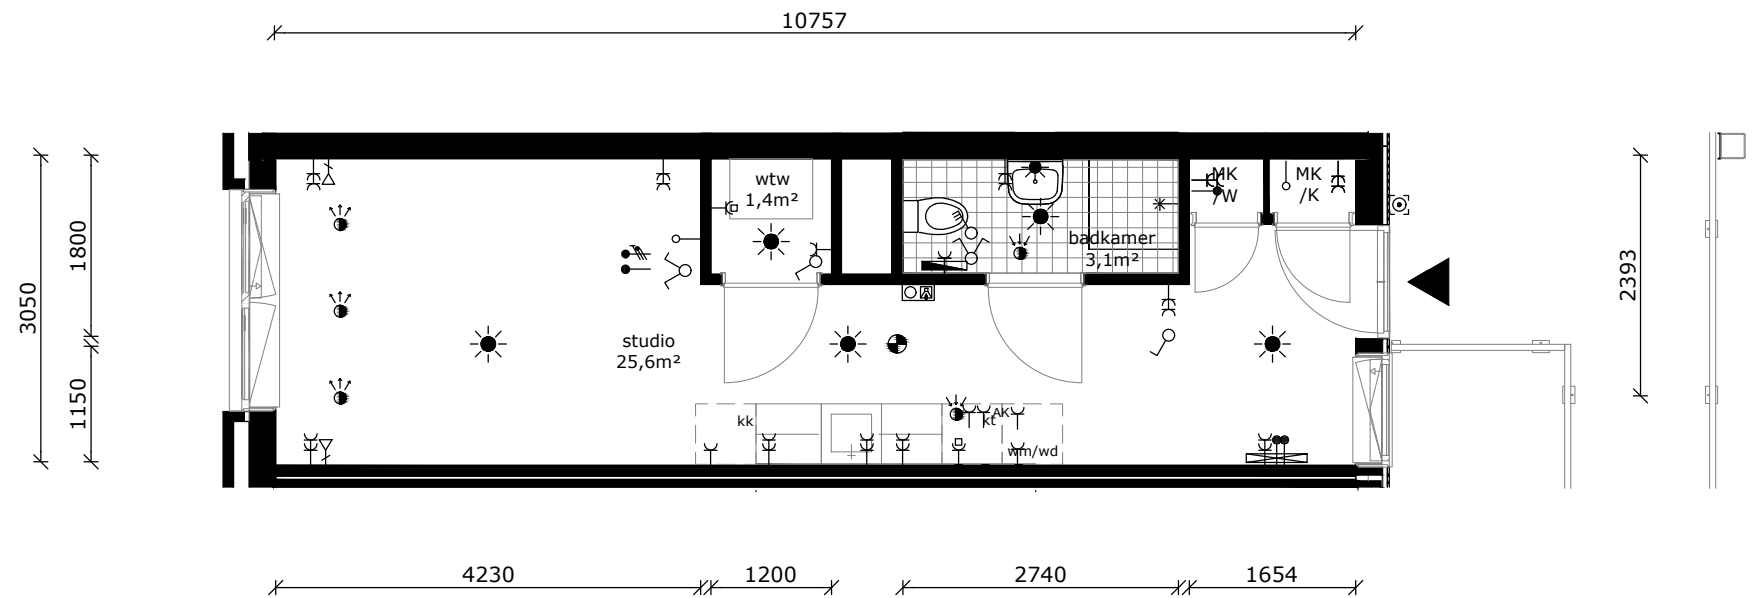 10757
wtw
1,4m²
MK
/W
MK
/K
badkamer
3,1m²
1800
3050
2393
studio
25,6m²
1150
kk
AK
kt
wm/wd
4230
1200
2740
1654